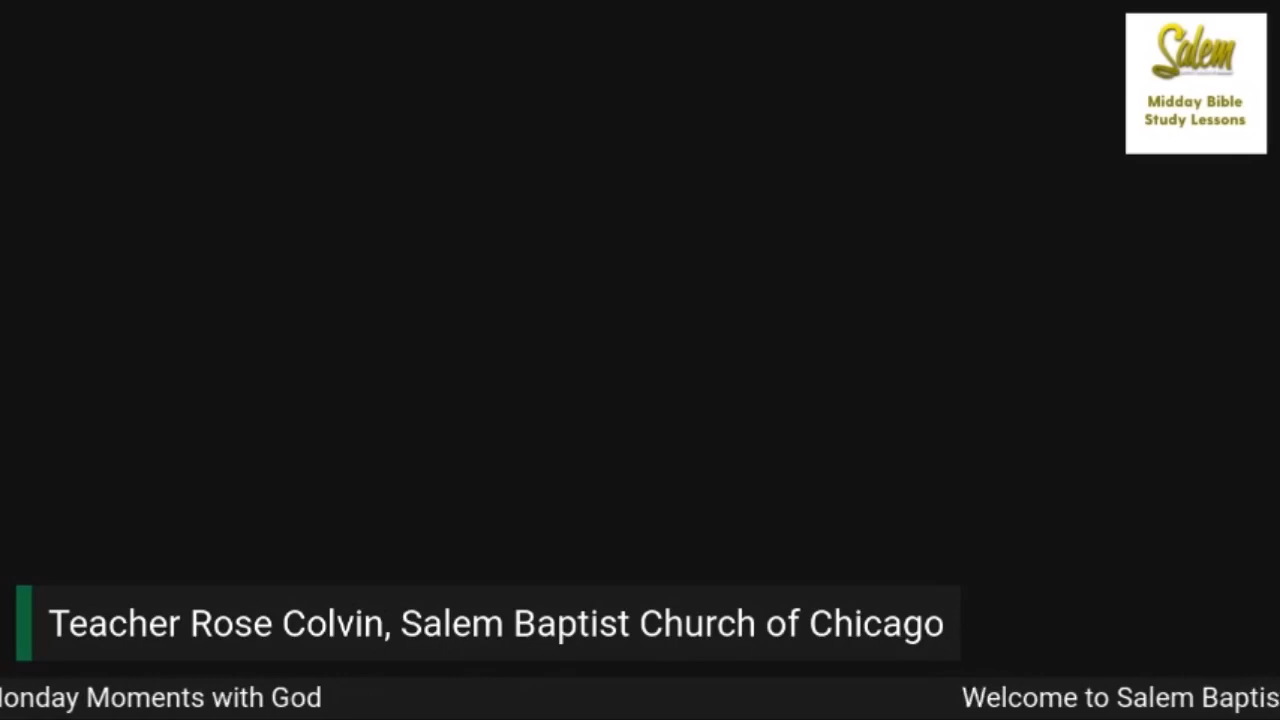 Salem
Midday Bible
Study Lessons
Teacher Rose Colvin, Salem Baptist Church of Chicago
onday Moments with God
Welcome to Salem Baptis